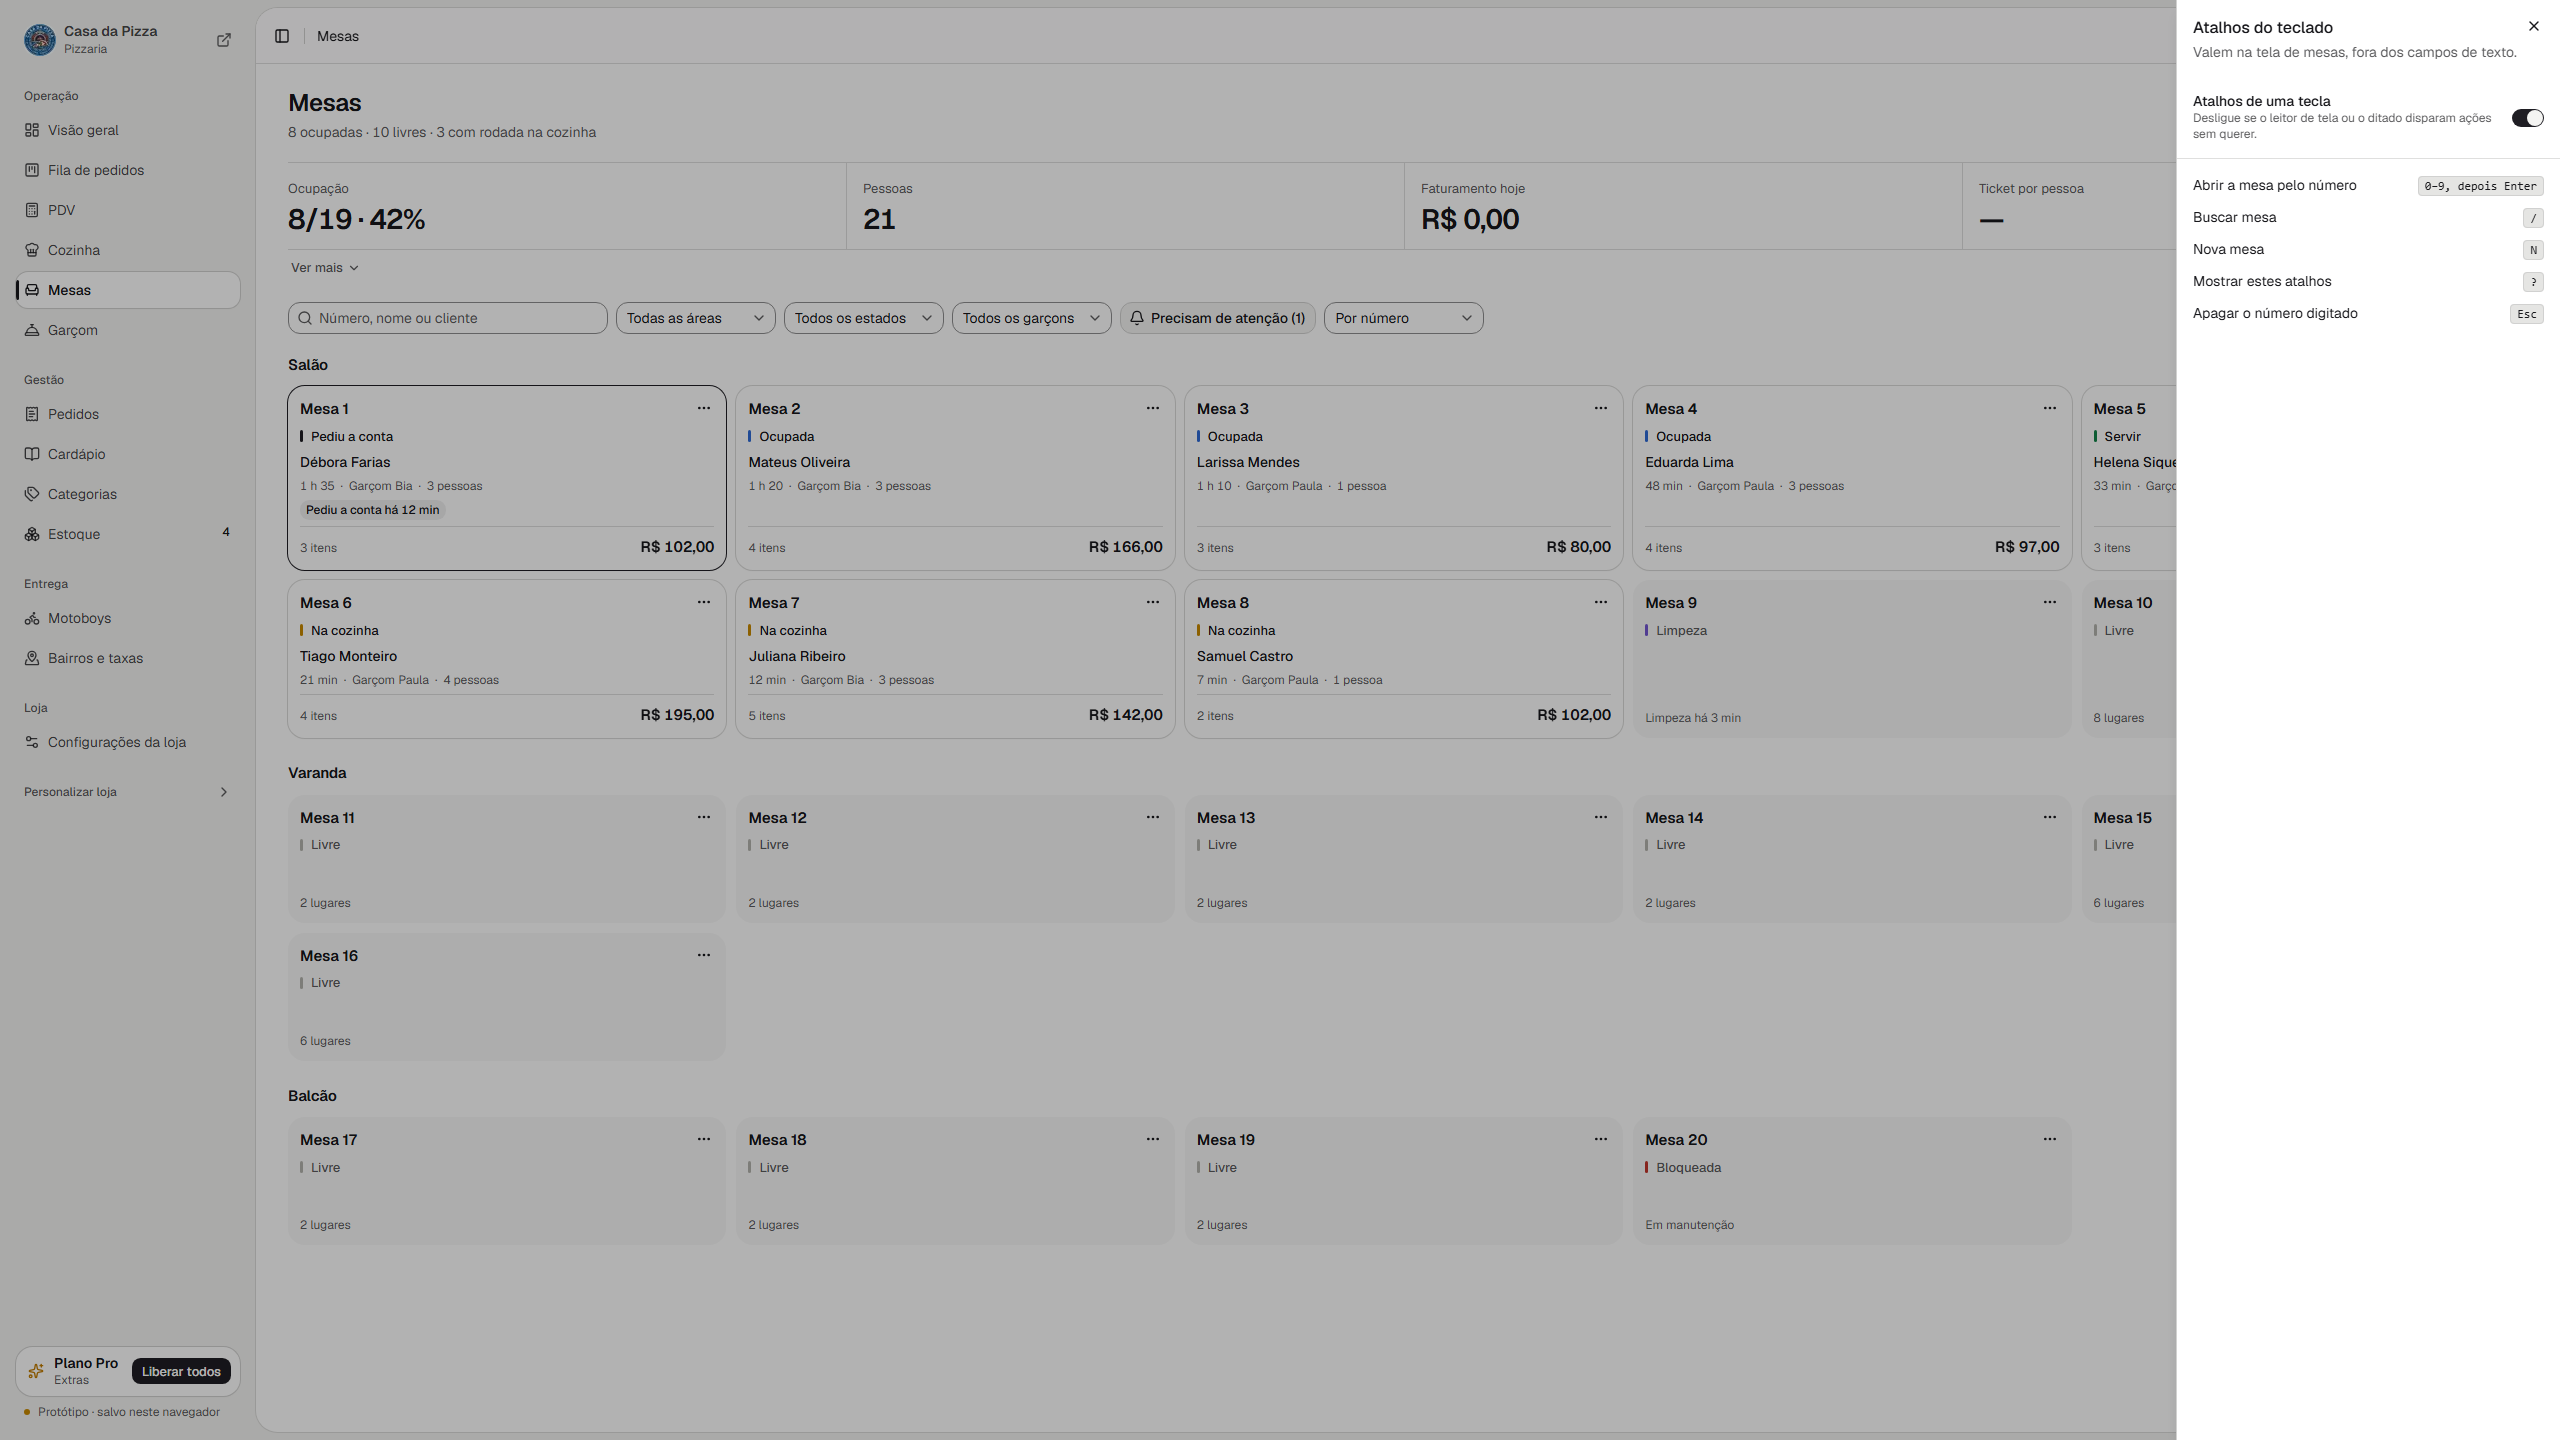 Casa da Pizza
Pizzaria
Operação
Visão geral
Fila de pedidos
PDV
Cozinha
Mesas
Garçom
Gestão
Pedidos
Cardápio
Categorias
Estoque 4
Entrega
Motoboys
Bairros e taxas
Loja
Configurações da loja
Personalizar loja
Plano Pro
Extras
Liberar todos
Protótipo · salvo neste navegador
Mesas
Mesas
8 ocupadas · 10 livres · 3 com rodada na cozinha
Ocupação
8/19 · 42%
Pessoas
21
Faturamento hoje
R$ 0,00
Ticket por pessoa
—
Ver mais
Número, nome ou cliente
Todas as áreas
Todos os estados
Todos os garçons
Precisam de atenção (1)
Por número
Salão
Mesa 1
Pediu a conta
Débora Farias
1 h 35 · Garçom Bia · 3 pessoas
Pediu a conta há 12 min
3 itens R$ 102,00
Mesa 2
Ocupada
Mateus Oliveira
1 h 20 · Garçom Bia · 3 pessoas
4 itens R$ 166,00
Mesa 3
Ocupada
Larissa Mendes
1 h 10 · Garçom Paula · 1 pessoa
3 itens R$ 80,00
Mesa 4
Ocupada
Eduarda Lima
48 min · Garçom Paula · 3 pessoas
4 itens R$ 97,00
Mesa 5
Servir
Helena Sique
33 min · Garço
3 itens
Mesa 6
Na cozinha
Tiago Monteiro
21 min · Garçom Paula · 4 pessoas
4 itens R$ 195,00
Mesa 7
Na cozinha
Juliana Ribeiro
12 min · Garçom Bia · 3 pessoas
5 itens R$ 142,00
Mesa 8
Na cozinha
Samuel Castro
7 min · Garçom Paula · 1 pessoa
2 itens R$ 102,00
Mesa 9
Limpeza
Limpeza há 3 min
Mesa 10
Livre
8 lugares
Varanda
Mesa 11
Livre
2 lugares
Mesa 12
Livre
2 lugares
Mesa 13
Livre
2 lugares
Mesa 14
Livre
2 lugares
Mesa 15
Livre
6 lugares
Mesa 16
Livre
6 lugares
Balcão
Mesa 17
Livre
2 lugares
Mesa 18
Livre
2 lugares
Mesa 19
Livre
2 lugares
Mesa 20
Bloqueada
Em manutenção
Atalhos do teclado
Valem na tela de mesas, fora dos campos de texto.
Atalhos de uma tecla
Desligue se o leitor de tela ou o ditado disparam ações
sem querer.
Abrir a mesa pelo número 0–9, depois Enter
Buscar mesa /
Nova mesa N
Mostrar estes atalhos ?
Apagar o número digitado Esc